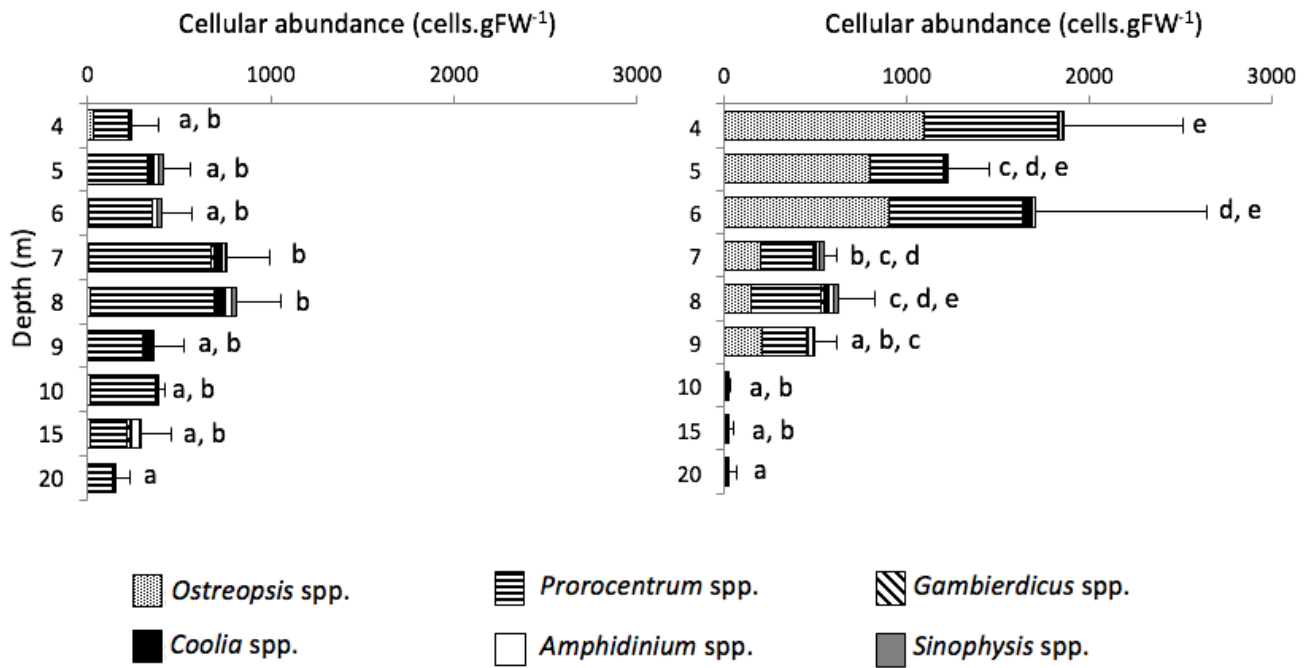 Cellular abundance (cells.gFW⁻¹)
0 1000 2000 3000
Depth (m)
4 a, b
5 a, b
6 a, b
7 b
8 b
9 a, b
10 a, b
15 a, b
20 a
Cellular abundance (cells.gFW⁻¹)
0 1000 2000 3000
4 e
5 c, d, e
6 d, e
7 b, c, d
8 c, d, e
9 a, b, c
10 a, b
15 a, b
20 a
Ostreopsis spp. Prorocentrum spp. Gambierdicus spp.
Coolia spp. Amphidinium spp. Sinophysis spp.